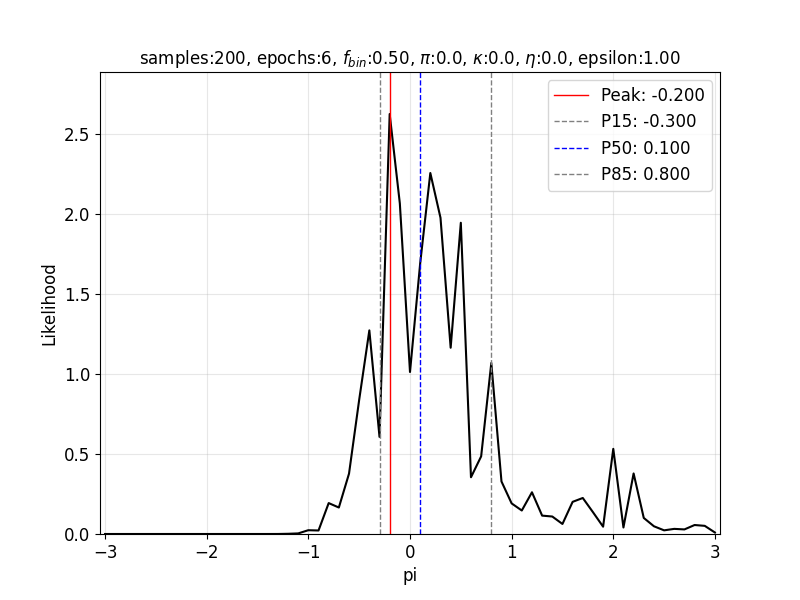 samples:200, epochs:6, f_bin:0.50, π:0.0, κ:0.0, η:0.0, epsilon:1.00
Peak: -0.200
P15: -0.300
P50: 0.100
P85: 0.800
Likelihood
2.5
2.0
1.5
1.0
0.5
0.0
−3 −2 −1 0 1 2 3
pi